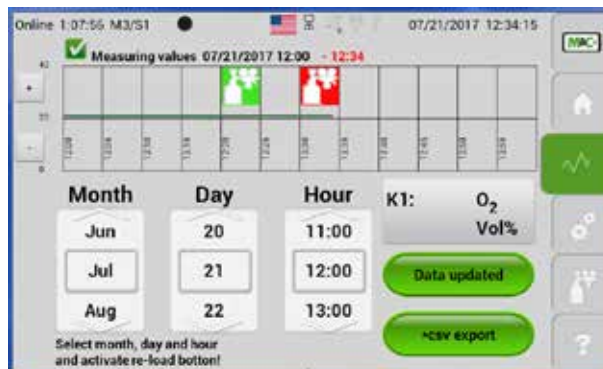 Online 1:07:56 M3/S1 DE 07/21/2017 12:34:15
MRC
Measuring values 07/21/2017 12:00 - 12:34
+
-
Month Day Hour
K1: O2
Vol%
Jun 20 11:00
Jul 21 12:00
Data updated
Aug 22 13:00
>csv export
Select month, day and hour
and activate re-load botton!
?